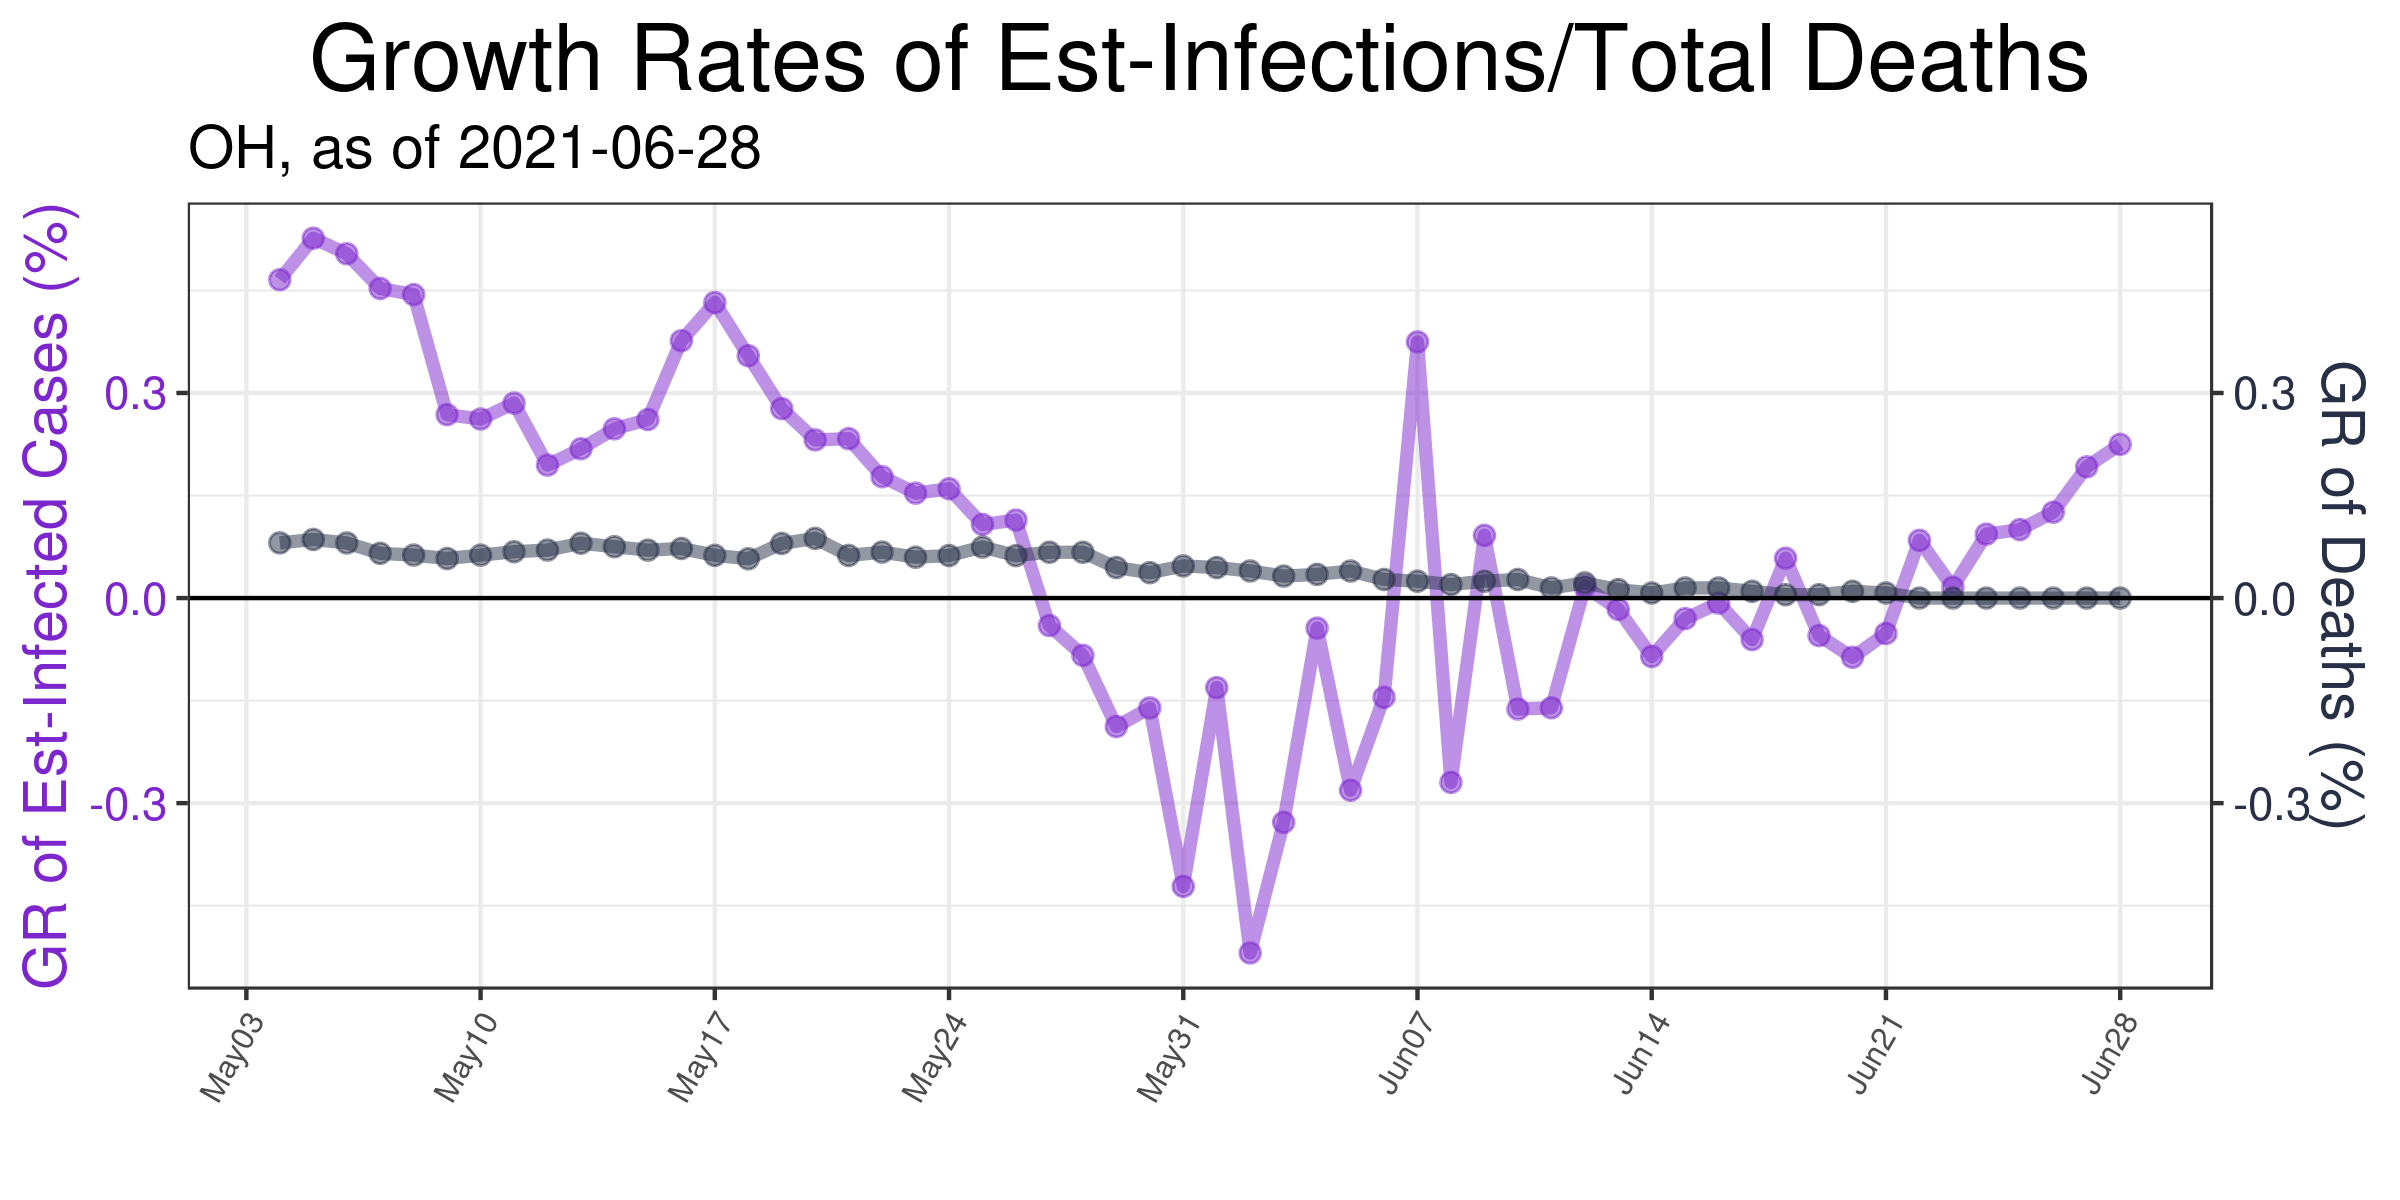 Growth Rates of Est-Infections/Total Deaths
OH, as of 2021-06-28
GR of Est-Infected Cases (%)
0.3
0.0
-0.3
0.3
0.0
-0.3
GR of Deaths (%)
May03
May10
May17
May24
May31
Jun07
Jun14
Jun21
Jun28